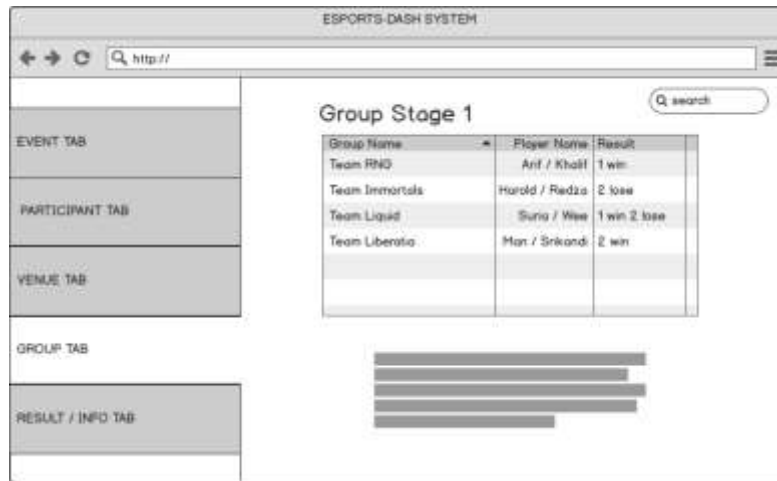 ESPORTS-DASH SYSTEM
http://
search
EVENT TAB
PARTICIPANT TAB
VENUE TAB
GROUP TAB
RESULT / INFO TAB
Group Stage 1
Group Name Player Name Result
Team RNG Arif / Khalif 1 win
Team Immortals Harold / Redza 2 lose
Team Liquid Suria / Wee 1 win 2 lose
Team Liberatio Man / Srikandi 2 win